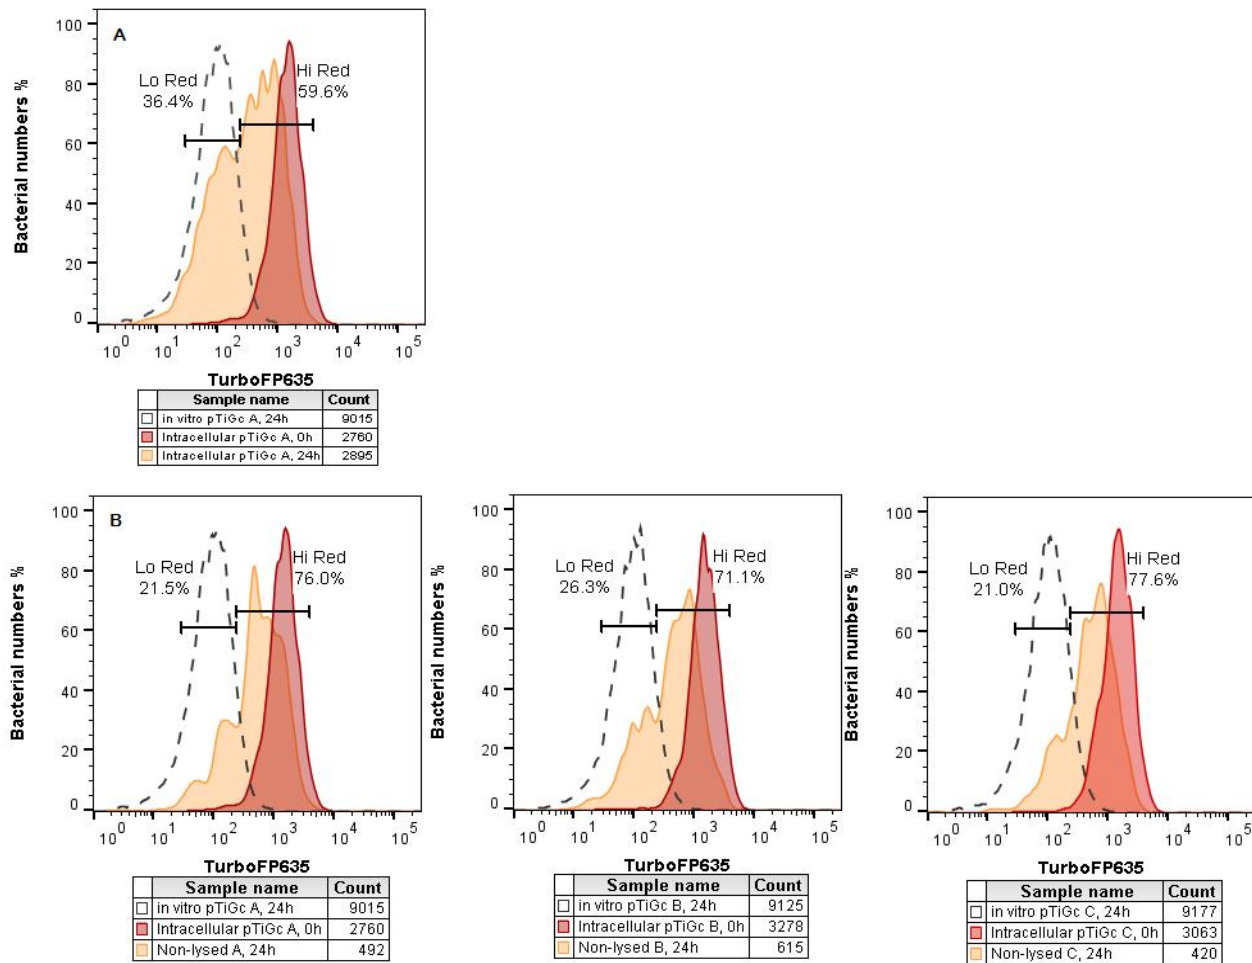 A
Bacterial numbers %
100
80
60
40
20
0
Lo Red
36.4%
Hi Red
59.6%
10^0 10^1 10^2 10^3 10^4 10^5
TurboFP635
Sample name Count
in vitro pTiGc A, 24h 9015
Intracellular pTiGc A, 0h 2760
Intracellular pTiGc A, 24h 2895
B
Bacterial numbers %
100
80
60
40
20
0
Lo Red
21.5%
Hi Red
76.0%
10^0 10^1 10^2 10^3 10^4 10^5
TurboFP635
Sample name Count
in vitro pTiGc A, 24h 9015
Intracellular pTiGc A, 0h 2760
Non-lysed A, 24h 492
Bacterial numbers %
100
80
60
40
20
0
Lo Red
26.3%
Hi Red
71.1%
10^0 10^1 10^2 10^3 10^4 10^5
TurboFP635
Sample name Count
in vitro pTiGc B, 24h 9125
Intracellular pTiGc B, 0h 3278
Non-lysed B, 24h 615
Bacterial numbers %
100
80
60
40
20
0
Lo Red
21.0%
Hi Red
77.6%
10^0 10^1 10^2 10^3 10^4 10^5
TurboFP635
Sample name Count
in vitro pTiGc C, 24h 9177
Intracellular pTiGc C, 0h 3063
Non-lysed C, 24h 420